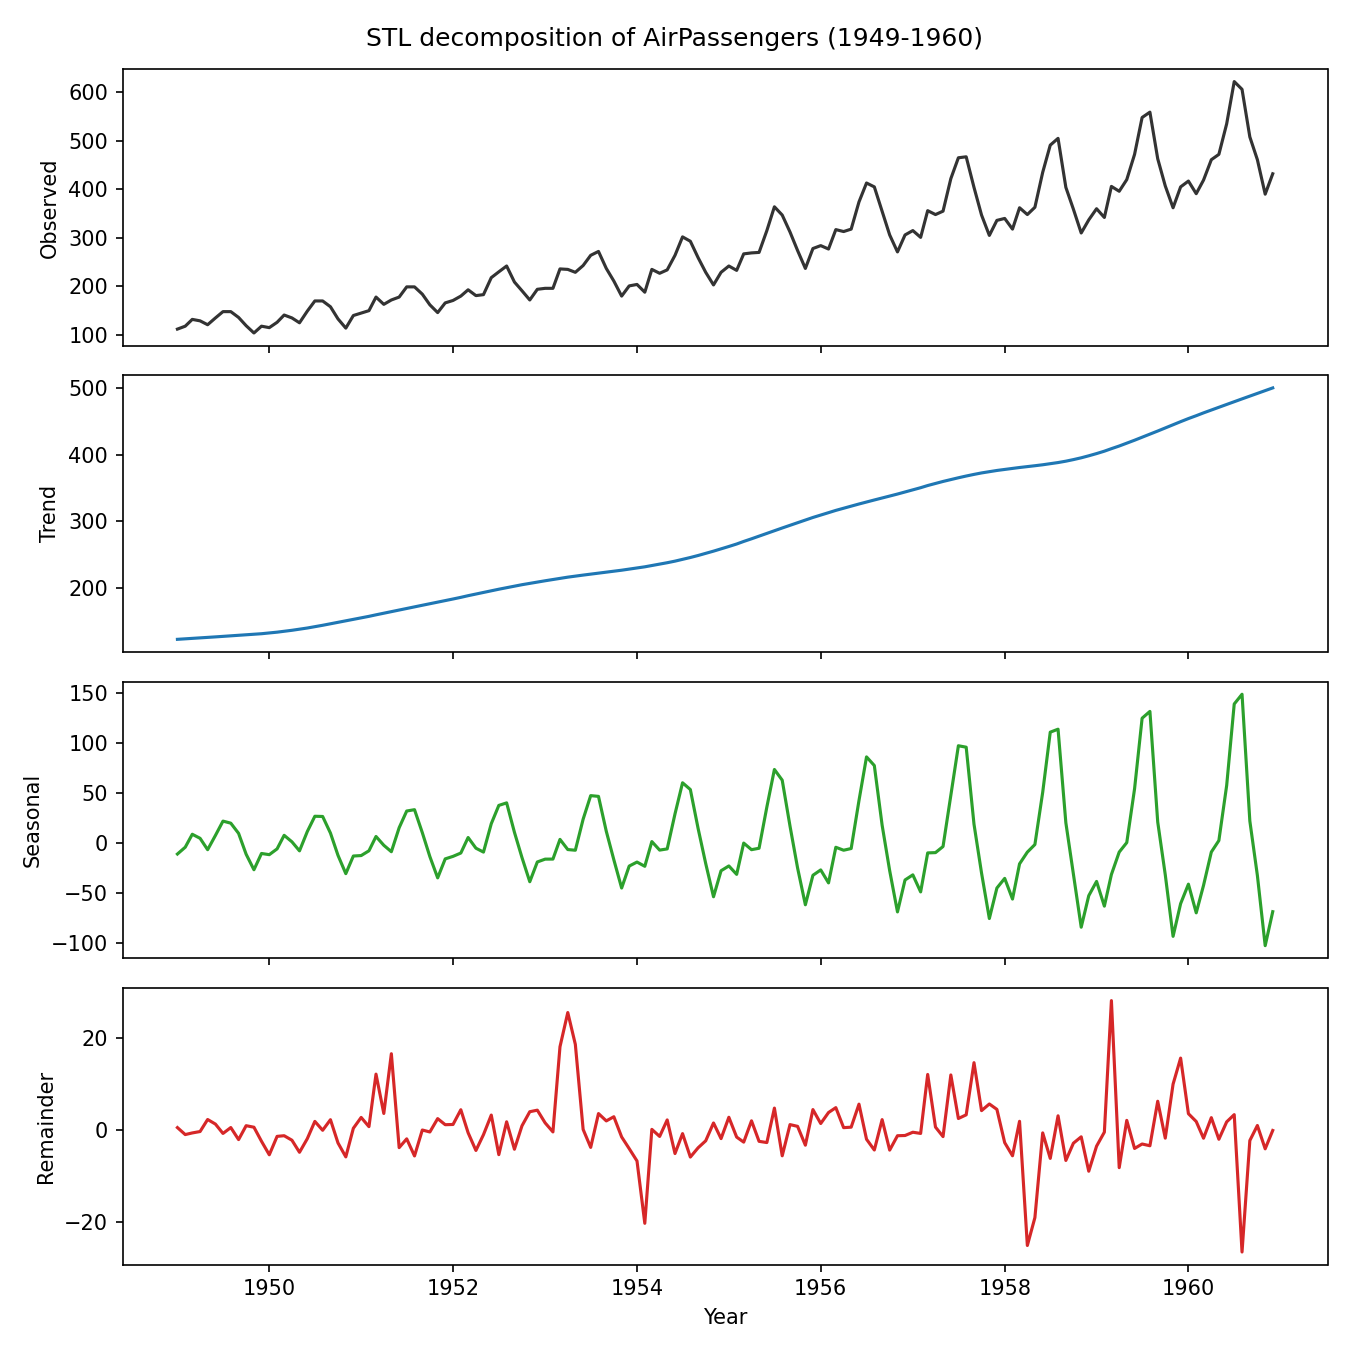 STL decomposition of AirPassengers (1949-1960)
600
500
400
300
200
100
Observed
500
400
300
200
Trend
150
100
50
0
−50
−100
Seasonal
20
0
−20
Remainder
1950 1952 1954 1956 1958 1960
Year